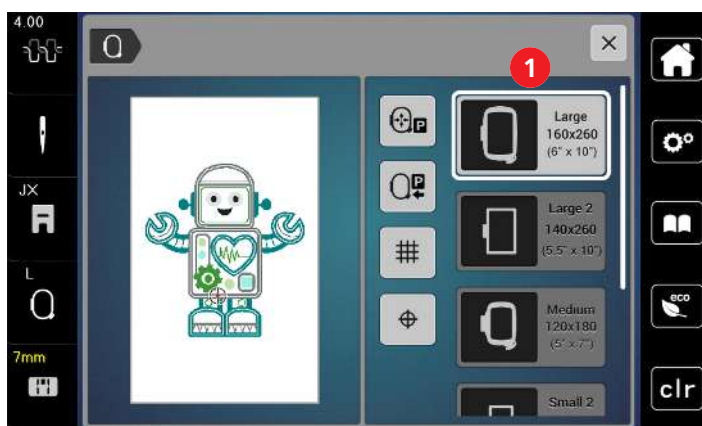 4.00
1
Large
160x260
(6" x 10")
P
JX
P
Large 2
140x260
(5.5" x 10")
L
Medium
120x180
(5" x 7")
eco
7mm
Small 2
clr